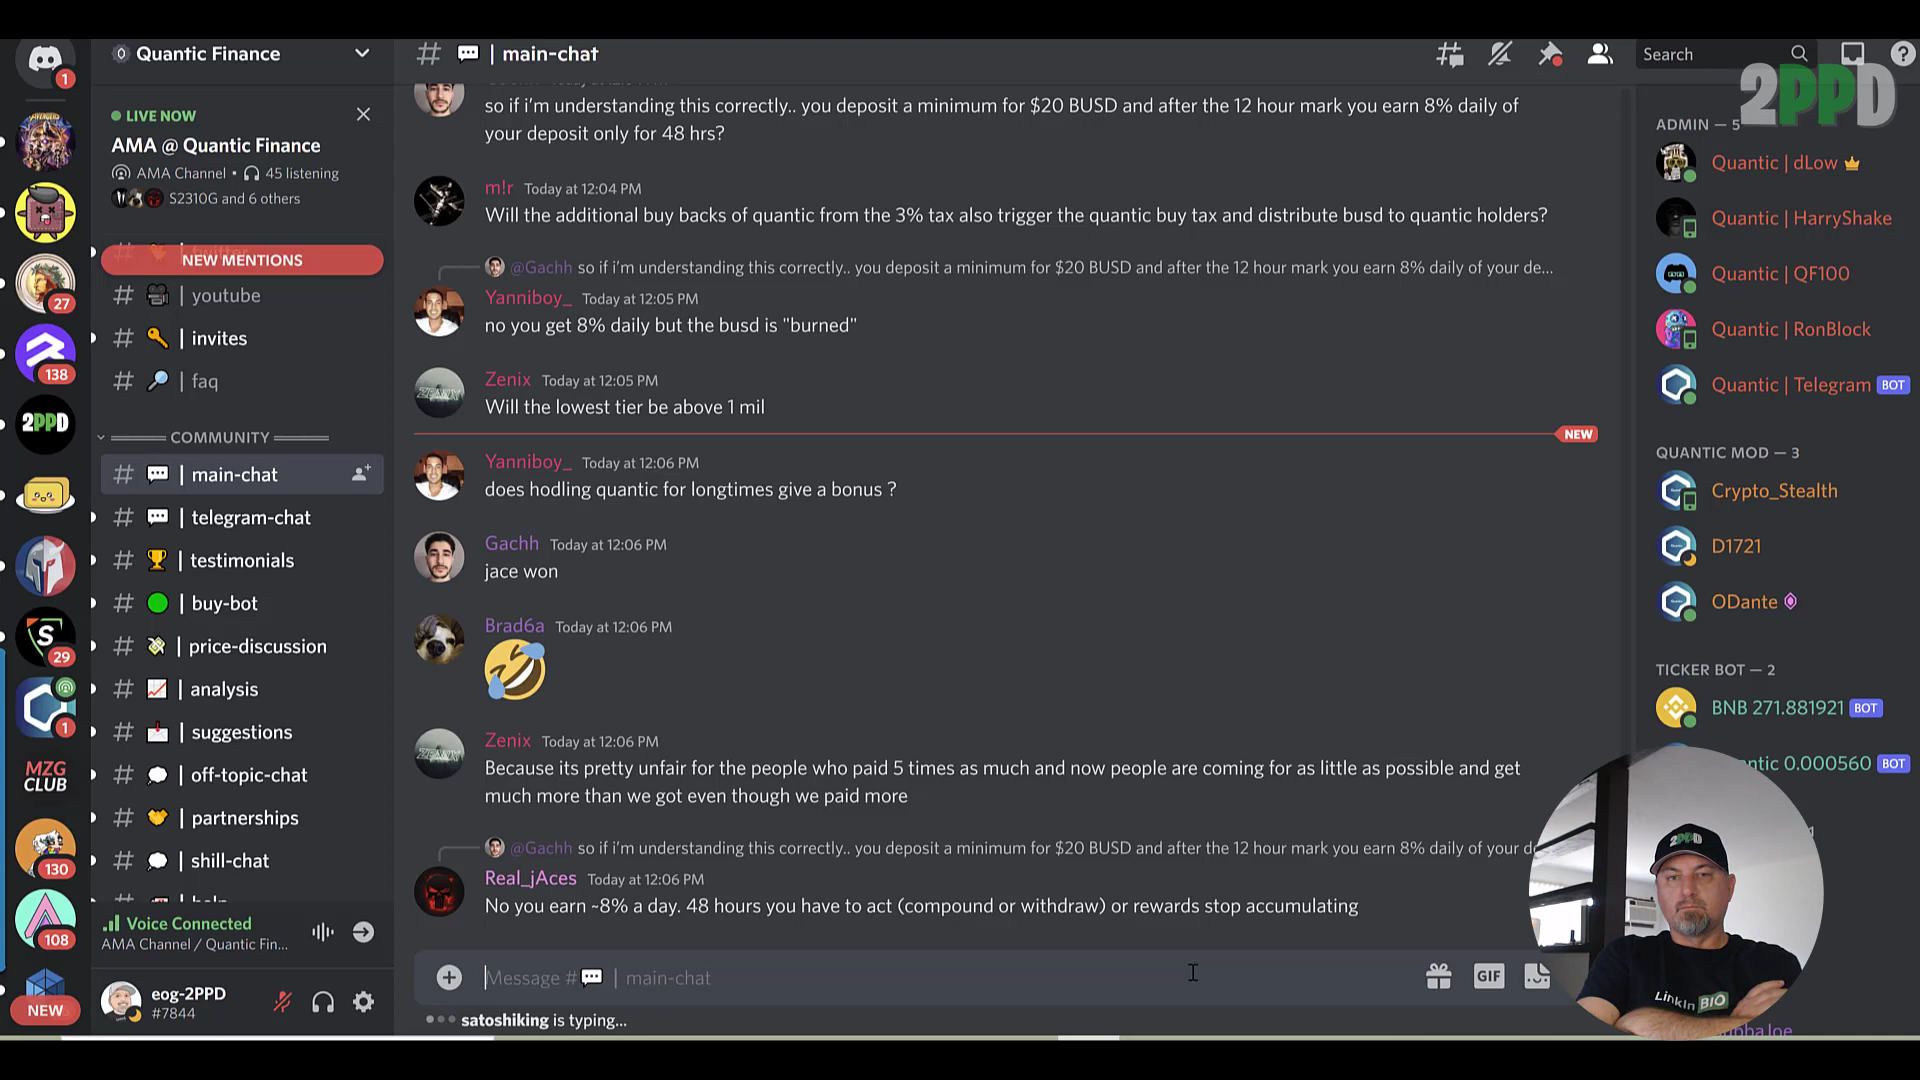 Quantic Finance
LIVE NOW
AMA @ Quantic Finance
AMA Channel • 45 listening
S2310G and 6 others
NEW MENTIONS
# | youtube
# | invites
# | faq
COMMUNITY
# | main-chat
# | telegram-chat
# | testimonials
# | buy-bot
# | price-discussion
# | analysis
# | suggestions
# | off-topic-chat
# | partnerships
# | shill-chat
Voice Connected
AMA Channel / Quantic Fin...
eog-2PPD
#7844
1
27
138
2PPD
S
29
1
MZG
CLUB
130
108
NEW
# | main-chat
Search
2PPD
so if i'm understanding this correctly.. you deposit a minimum for $20 BUSD and after the 12 hour mark you earn 8% daily of
your deposit only for 48 hrs?
m!r Today at 12:04 PM
Will the additional buy backs of quantic from the 3% tax also trigger the quantic buy tax and distribute busd to quantic holders?
@Gachh so if i'm understanding this correctly.. you deposit a minimum for $20 BUSD and after the 12 hour mark you earn 8% daily of your de...
Yanniboy_ Today at 12:05 PM
no you get 8% daily but the busd is "burned"
Zenix Today at 12:05 PM
Will the lowest tier be above 1 mil
NEW
Yanniboy_ Today at 12:06 PM
does hodling quantic for longtimes give a bonus ?
Gachh Today at 12:06 PM
jace won
Brad6a Today at 12:06 PM
Zenix Today at 12:06 PM
Because its pretty unfair for the people who paid 5 times as much and now people are coming for as little as possible and get
much more than we got even though we paid more
@Gachh so if i'm understanding this correctly.. you deposit a minimum for $20 BUSD and after the 12 hour mark you earn 8% daily of your d
Real_jAces Today at 12:06 PM
No you earn ~8% a day. 48 hours you have to act (compound or withdraw) or rewards stop accumulating
Message # | main-chat
GIF
satoshiking is typing...
ADMIN — 5
Quantic | dLow
Quantic | HarryShake
Quantic | QF100
Quantic | RonBlock
Quantic | Telegram BOT
QUANTIC MOD — 3
Crypto_Stealth
D1721
ODante
TICKER BOT — 2
BNB 271.881921 BOT
ntic 0.000560 BOT
2PPD
LinkIn BIO